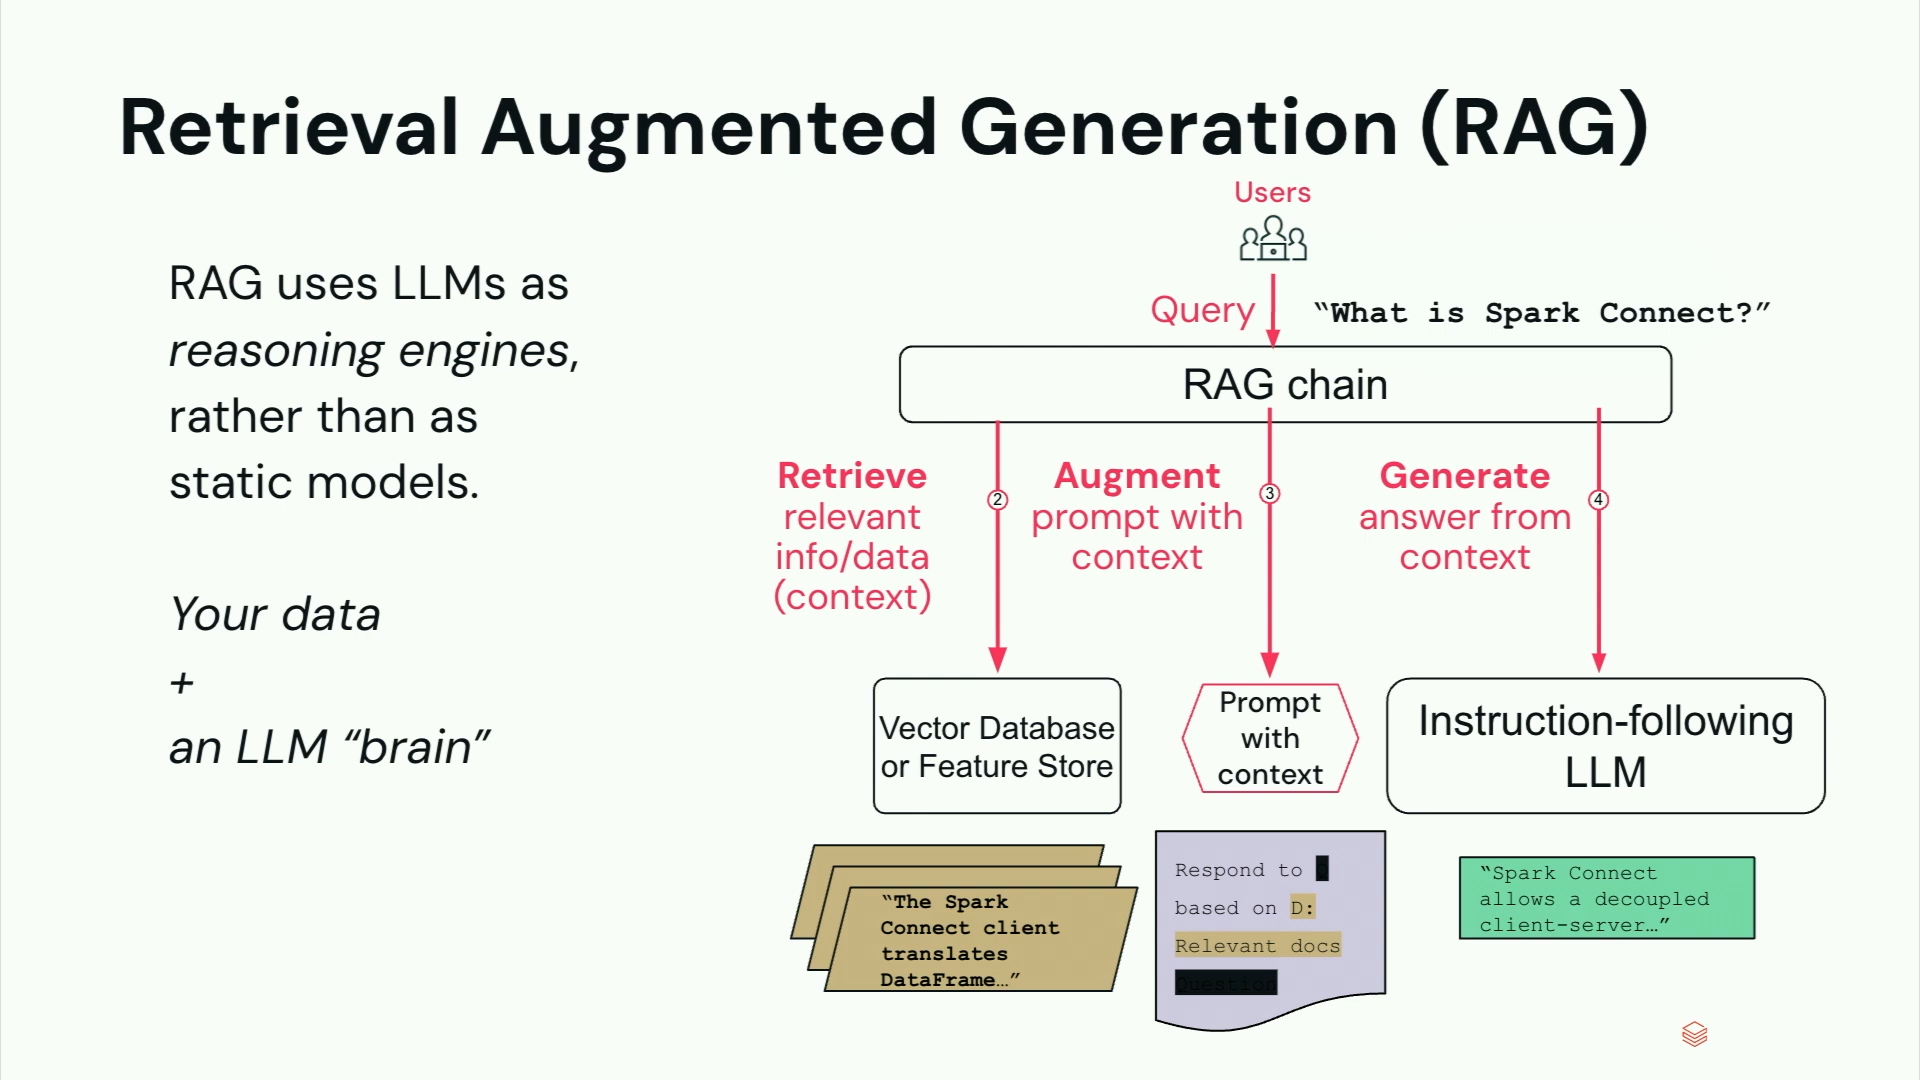 Retrieval Augmented Generation (RAG)
RAG uses LLMs as
reasoning engines,
rather than as
static models.
Your data
+
an LLM “brain”
Users
Query
“What is Spark Connect?”
RAG chain
Retrieve
relevant
info/data
(context)
2
Augment
prompt with
context
3
Generate
answer from
context
4
Vector Database
or Feature Store
Prompt
with
context
Instruction-following
LLM
“The Spark
Connect client
translates
DataFrame…”
Respond to
based on D:
Relevant docs
Question
“Spark Connect
allows a decoupled
client-server…”